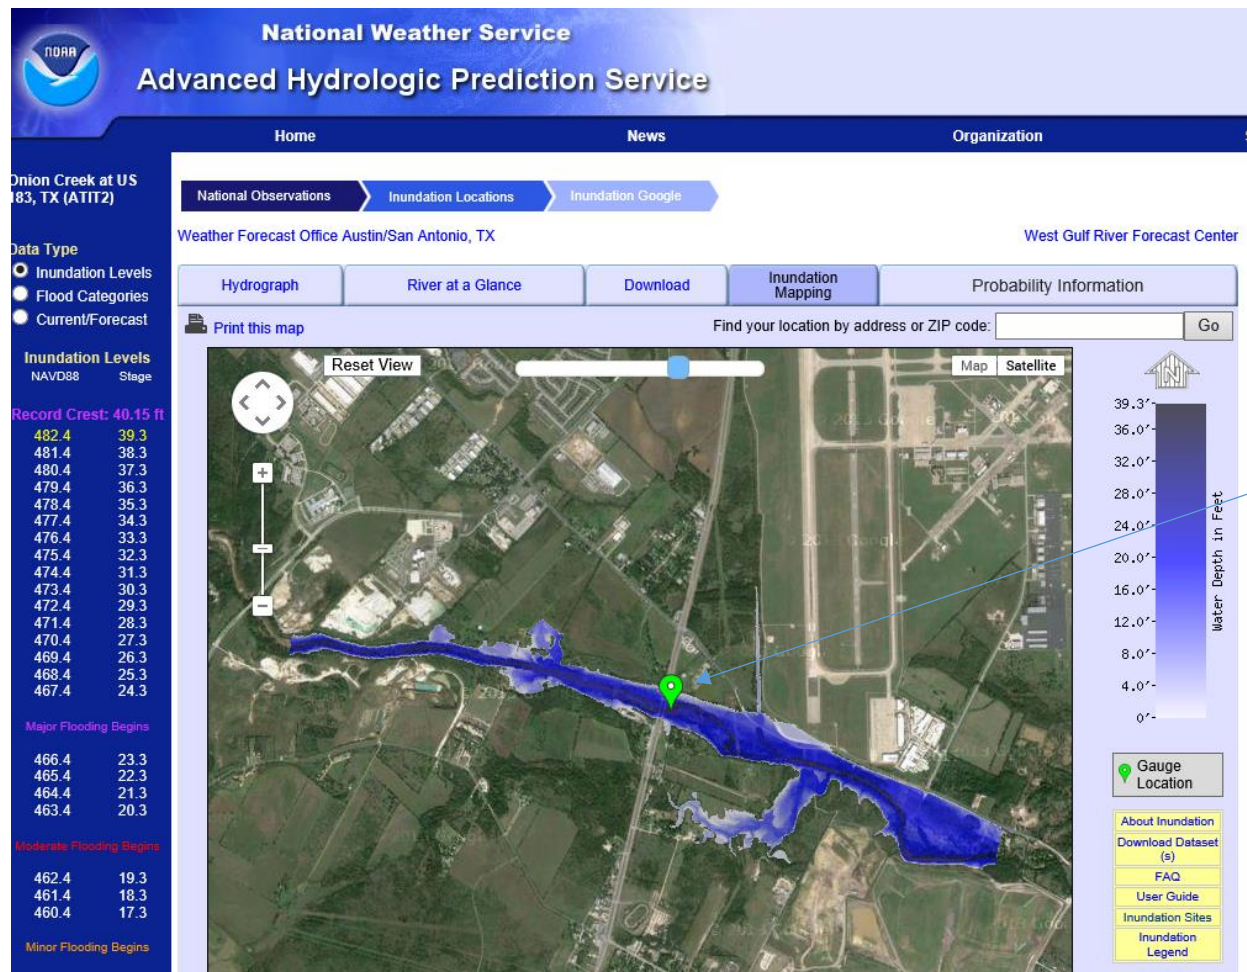 NOAA
National Weather Service
Advanced Hydrologic Prediction Service
Home News Organization
Onion Creek at US
183, TX (ATIT2)
National Observations Inundation Locations Inundation Google
Weather Forecast Office Austin/San Antonio, TX West Gulf River Forecast Center
Data Type
Inundation Levels
Flood Categories
Current/Forecast
Hydrograph River at a Glance Download Inundation Mapping Probability Information
Print this map Find your location by address or ZIP code: Go
Inundation Levels
NAVD88 Stage
Record Crest: 40.15 ft
482.4 39.3
481.4 38.3
480.4 37.3
479.4 36.3
478.4 35.3
477.4 34.3
476.4 33.3
475.4 32.3
474.4 31.3
473.4 30.3
472.4 29.3
471.4 28.3
470.4 27.3
469.4 26.3
468.4 25.3
467.4 24.3
Major Flooding Begins
466.4 23.3
465.4 22.3
464.4 21.3
463.4 20.3
Moderate Flooding Begins
462.4 19.3
461.4 18.3
460.4 17.3
Minor Flooding Begins
Reset View Map Satellite
39.3'
36.0'
32.0'
28.0'
24.0'
20.0'
16.0'
12.0'
8.0'
4.0'
0'
Water Depth in Feet
Gauge
Location
About Inundation
Download Dataset
(s)
FAQ
User Guide
Inundation Sites
Inundation
Legend